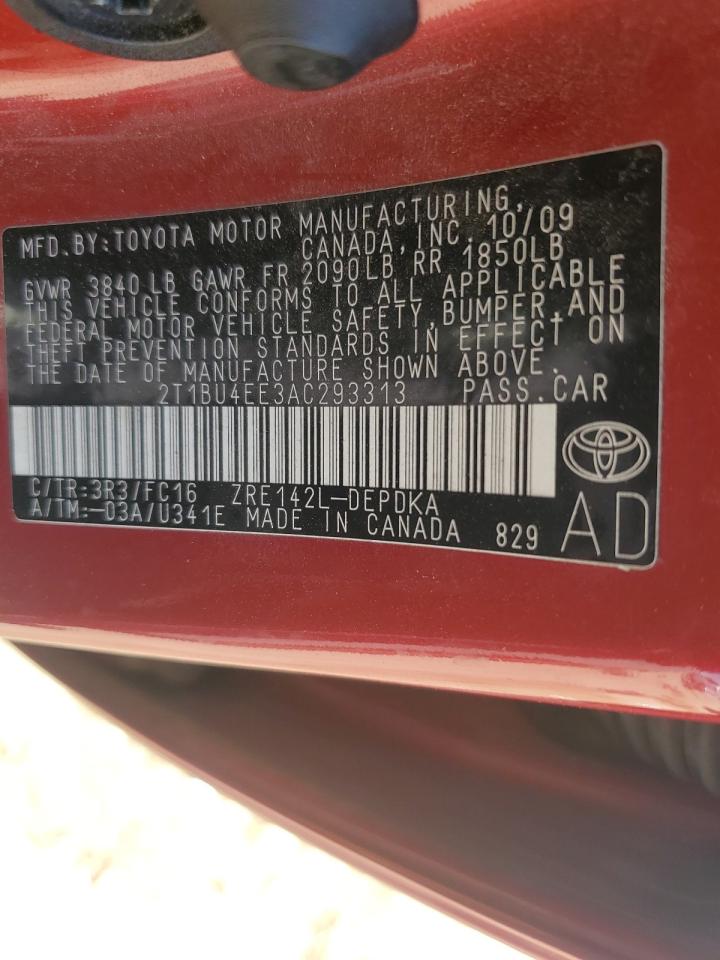 MFD.BY:TOYOTA MOTOR MANUFACTURING,
CANADA,INC. 10/09
GVWR 3840LB GAWR FR 2090LB RR 1850LB
THIS VEHICLE CONFORMS TO ALL APPLICABLE
FEDERAL MOTOR VEHICLE SAFETY,BUMPER,AND
THEFT PREVENTION STANDARDS IN EFFECT ON
THE DATE OF MANUFACTURE SHOWN ABOVE.
2T1BU4EE3AC293313 PASS.CAR
C/TR:3R3/FC16 ZRE142L-DEPDKA
A/TM:-03A/U341E MADE IN CANADA 829 AD